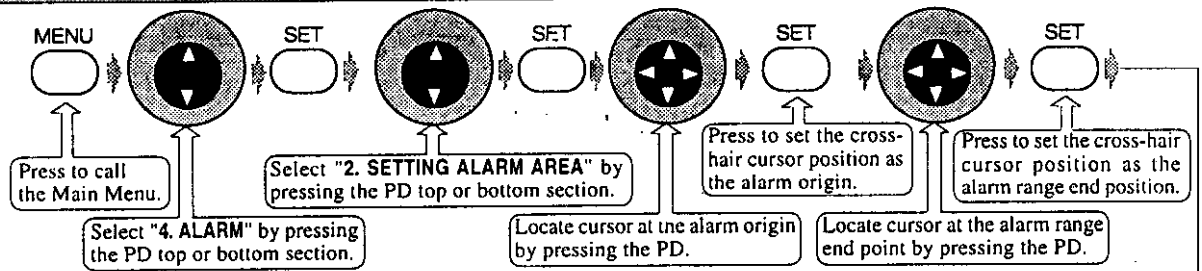 MENU
SET
SET
SET
SET
Press to call
the Main Menu.
Select "4. ALARM" by pressing
the PD top or bottom section.
Select "2. SETTING ALARM AREA" by
pressing the PD top or bottom section.
Locate cursor at the alarm origin
by pressing the PD.
Press to set the cross-
hair cursor position as
the alarm origin.
Locate cursor at the alarm range
end point by pressing the PD.
Press to set the cross-hair
cursor position as the
alarm range end position.